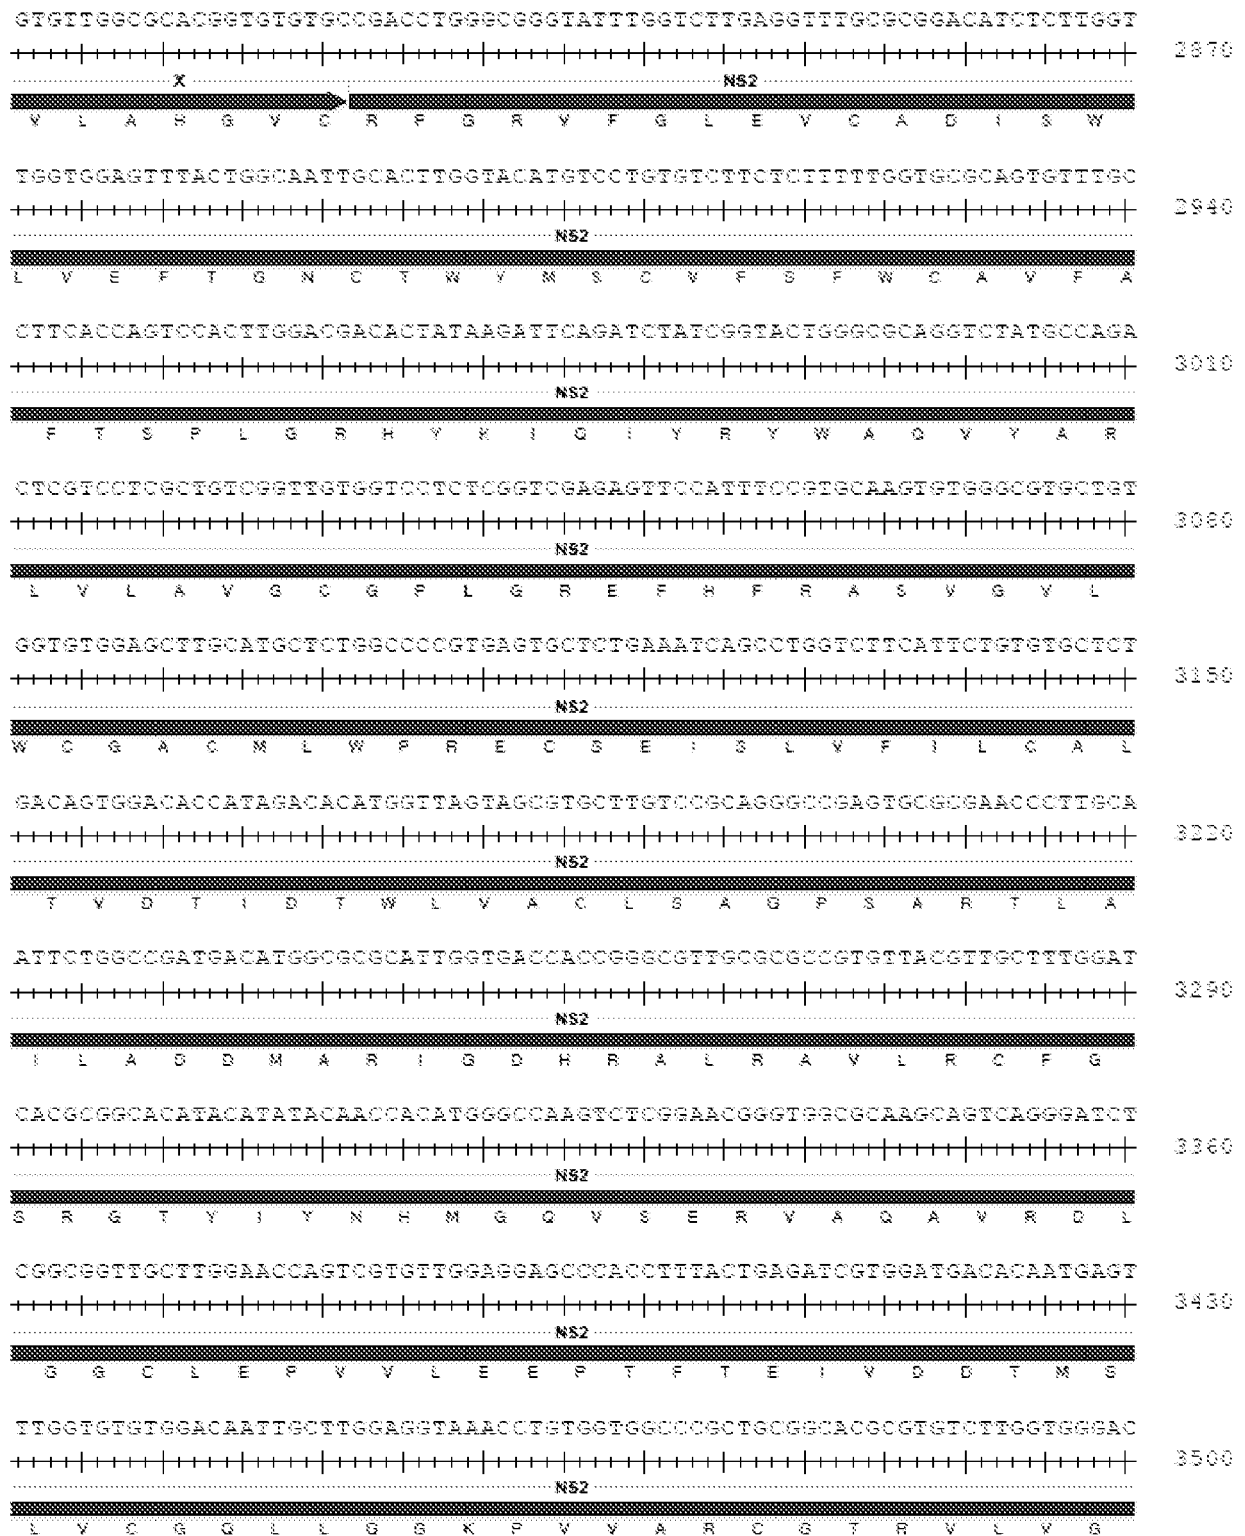 GTGTTGGCGCACGGTGTGTGCCGACCTGGGCGGGTATTTGGTCTTGAGGTTTGCGCGGACATCTCTTGGT 2870
X NS2
V L A H G V C R P G R V F G L E V C A D I S W
TGGTGGAGTTTACTGGCAATTGCACTTGGTACATGTCCTGTGTCTTCTCTTTTTGGTGCGCAGTGTTTGC 2940
NS2
L V E F T G N C T W Y M S C V F S F W C A V F A
CTTCACCAGTCCACTTGGACGACACTATAAGATTCAGATCTATCGGTACTGGGCGCAGGTCTATGCCAGA 3010
NS2
F T S P L G R H Y K I Q I Y R Y W A Q V Y A R
CTCGTCCTCGCTGTCGGTTGTGGTCCTCTCGGTCGAGAGTTCCATTTCCGTGCAAGTGTGGGCGTGCTGT 3080
NS2
L V L A V G C G P L G R E F H F R A S V G V L
GGTGTGGAGCTTGCATGCTCTGGCCCCGTGAGTGCTCTGAAATCAGCCTGGTCTTCATTCTGTGTGCTCT 3150
NS2
W C G A C M L W P R E C S E I S L V F I L C A L
GACAGTGGACACCATAGACACATGGTTAGTAGCGTGCTTGTCCGCAGGGCCGAGTGCGCGAACCCTTGCA 3220
NS2
T V D T I D T W L V A C L S A G P S A R T L A
ATTCTGGCCGATGACATGGCGCGCATTGGTGACCACCGGGCGTTGCGCGCCGTGTTACGTTGCTTTGGAT 3290
NS2
I L A D D M A R I G D H R A L R A V L R C F G
CACGCGGCACATACATATACAACCACATGGGCCAAGTCTCGGAACGGGTGGCGCAAGCAGTCAGGGATCT 3360
NS2
S R G T Y I Y N H M G Q V S E R V A Q A V R D L
CGGCGGTTGCTTGGAACCAGTCGTGTTGGAGGAGCCCACCTTTACTGAGATCGTGGATGACACAATGAGT 3430
NS2
G G C L E P V V L E E P T F T E I V D D T M S
TTGGTGTGTGGACAATTGCTTGGAGGTAAACCTGTGGTGGCCCGCTGCGGCACGCGTGTCTTGGTGGGAC 3500
NS2
L V C G Q L L G G K P V V A R C G T R V L V G